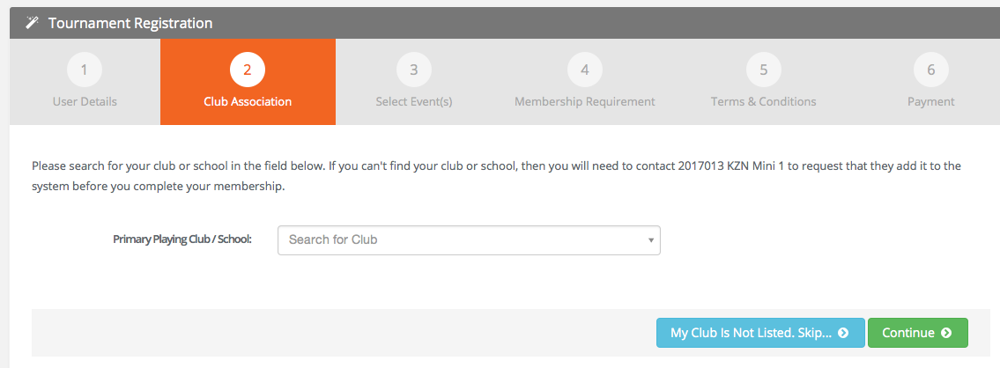 Tournament Registration
1
User Details
2
Club Association
3
Select Event(s)
4
Membership Requirement
5
Terms & Conditions
6
Payment
Please search for your club or school in the field below. If you can't find your club or school, then you will need to contact 2017013 KZN Mini 1 to request that they add it to the
system before you complete your membership.
Primary Playing Club / School:
Search for Club
My Club Is Not Listed. Skip...
Continue